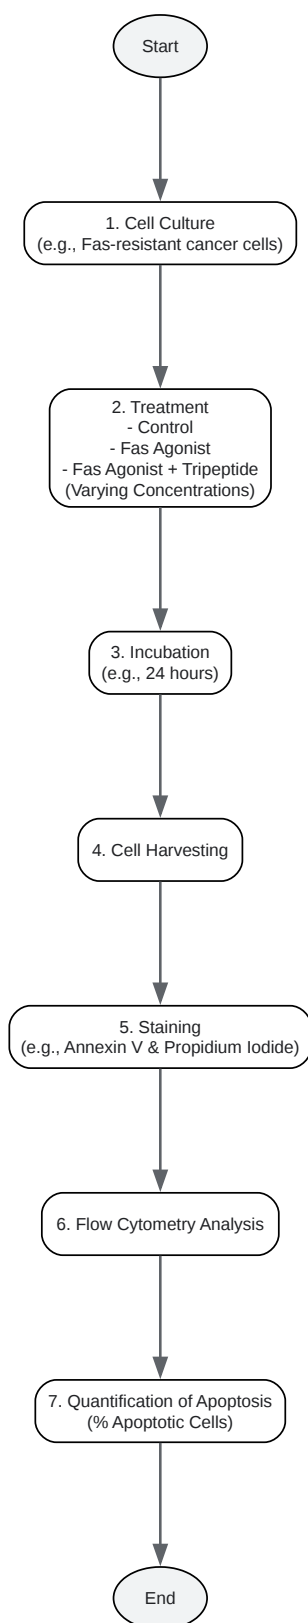 Start
1. Cell Culture
(e.g., Fas-resistant cancer cells)
2. Treatment
- Control
- Fas Agonist
- Fas Agonist + Tripeptide
(Varying Concentrations)
3. Incubation
(e.g., 24 hours)
4. Cell Harvesting
5. Staining
(e.g., Annexin V & Propidium Iodide)
6. Flow Cytometry Analysis
7. Quantification of Apoptosis
(% Apoptotic Cells)
End